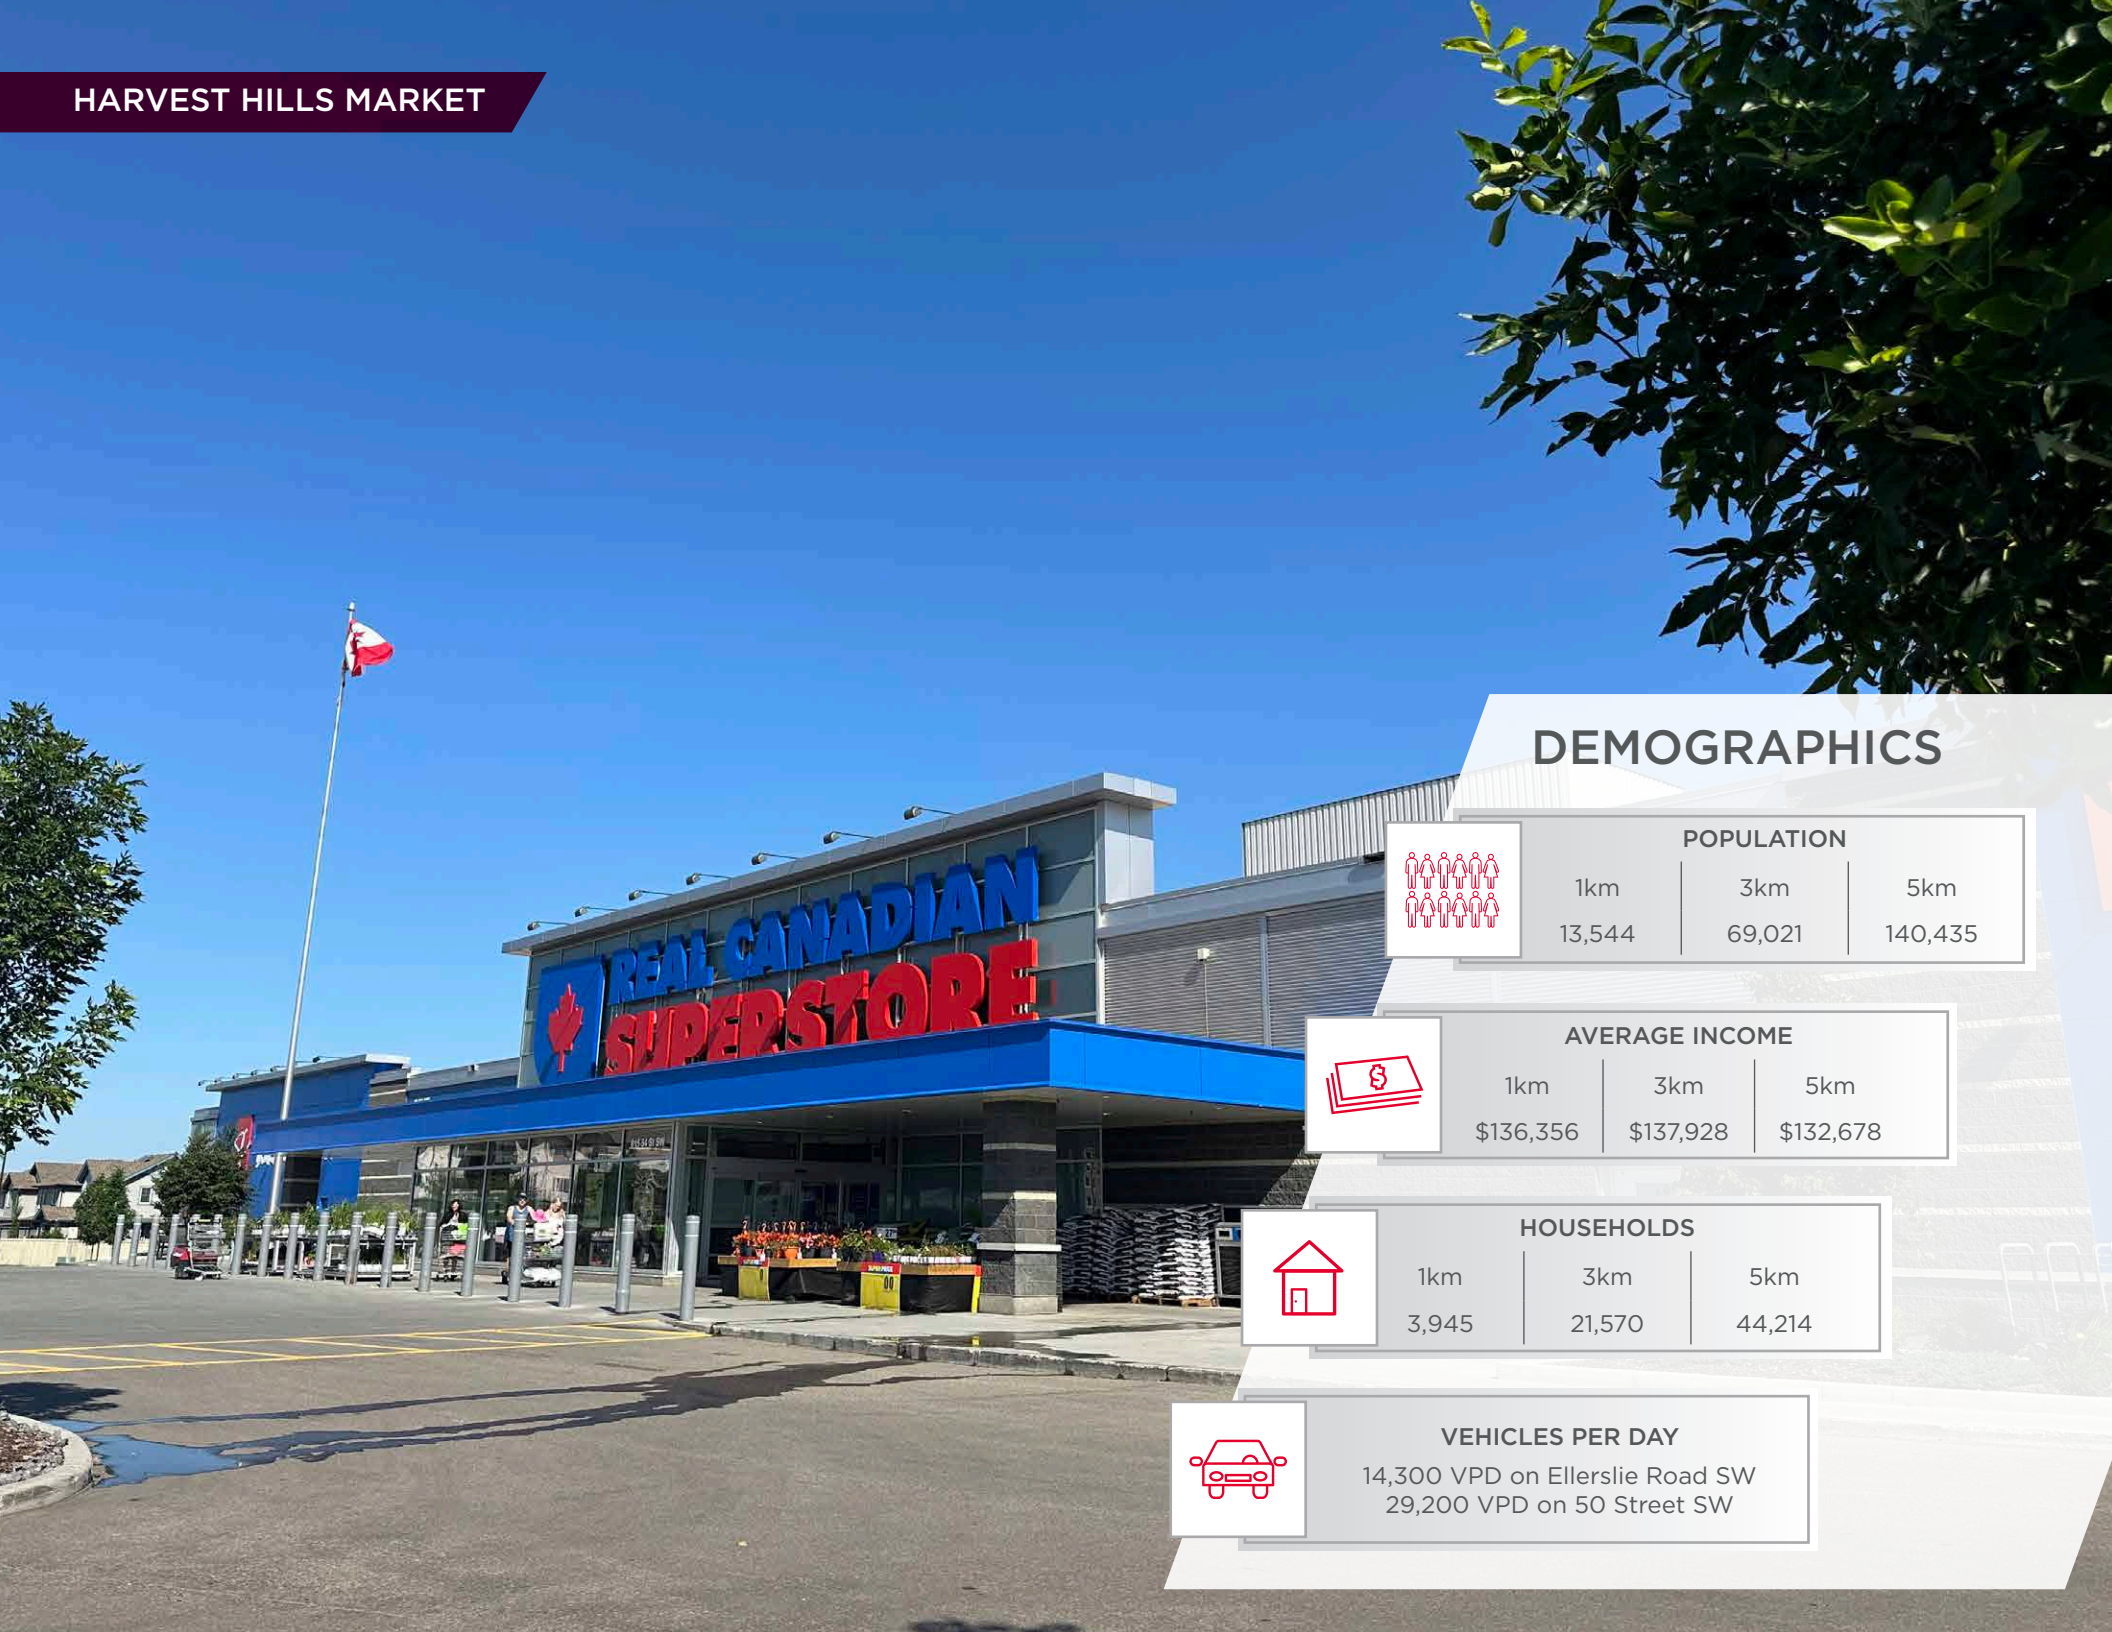 HARVEST HILLS MARKET
REAL CANADIAN
SUPERSTORE
DEMOGRAPHICS
POPULATION
1km 3km 5km
13,544 69,021 140,435
AVERAGE INCOME
1km 3km 5km
$136,356 $137,928 $132,678
HOUSEHOLDS
1km 3km 5km
3,945 21,570 44,214
VEHICLES PER DAY
14,300 VPD on Ellerslie Road SW
29,200 VPD on 50 Street SW